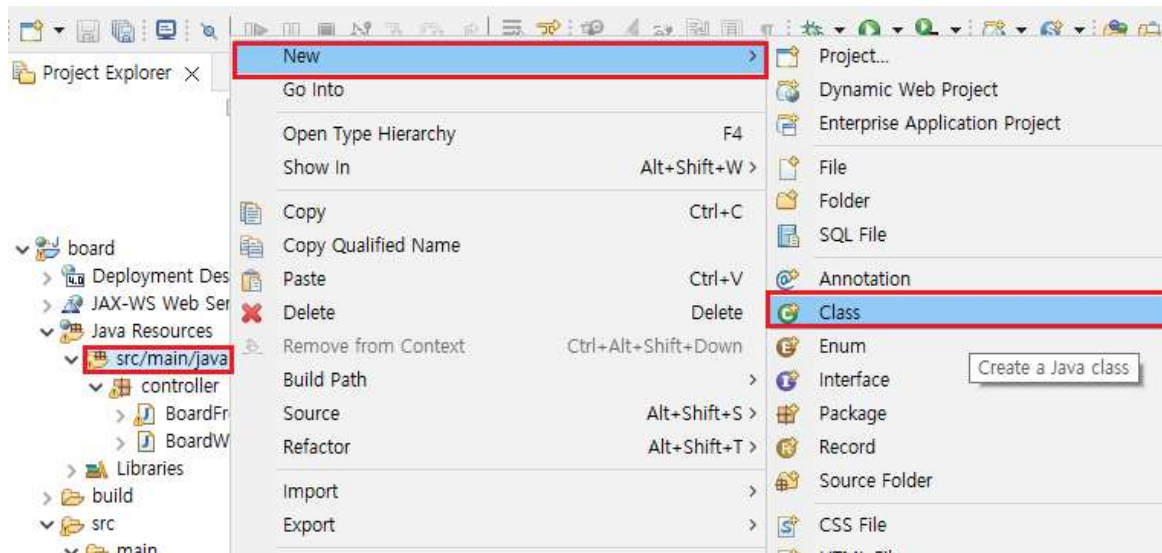 Project Explorer
board
Deployment Des
JAX-WS Web Ser
Java Resources
src/main/java
controller
BoardFr
BoardW
Libraries
build
src
main
New
Go Into
Open Type Hierarchy F4
Show In Alt+Shift+W >
Copy Ctrl+C
Copy Qualified Name
Paste Ctrl+V
Delete Delete
Remove from Context Ctrl+Alt+Shift+Down
Build Path
Source Alt+Shift+S >
Refactor Alt+Shift+T >
Import
Export
Project...
Dynamic Web Project
Enterprise Application Project
File
Folder
SQL File
Annotation
Class
Enum
Create a Java class
Interface
Package
Record
Source Folder
CSS File